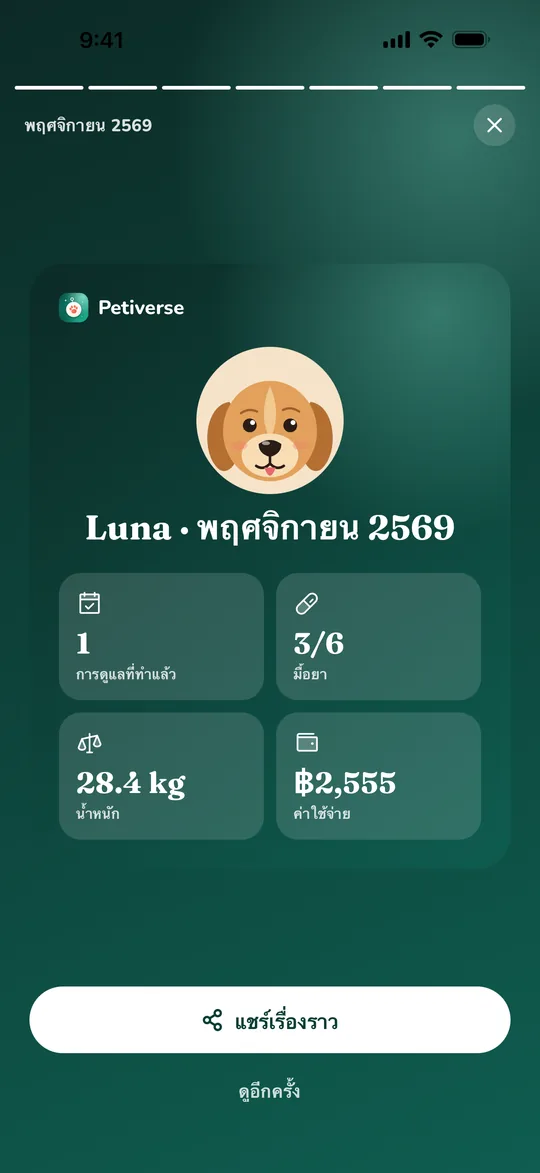 9:41
พฤศจิกายน 2569
Petiverse
Luna • พฤศจิกายน 2569
1
การดูแลที่ทำแล้ว
3/6
มื้อยา
28.4 kg
น้ำหนัก
฿2,555
ค่าใช้จ่าย
แชร์เรื่องราว
ดูอีกครั้ง